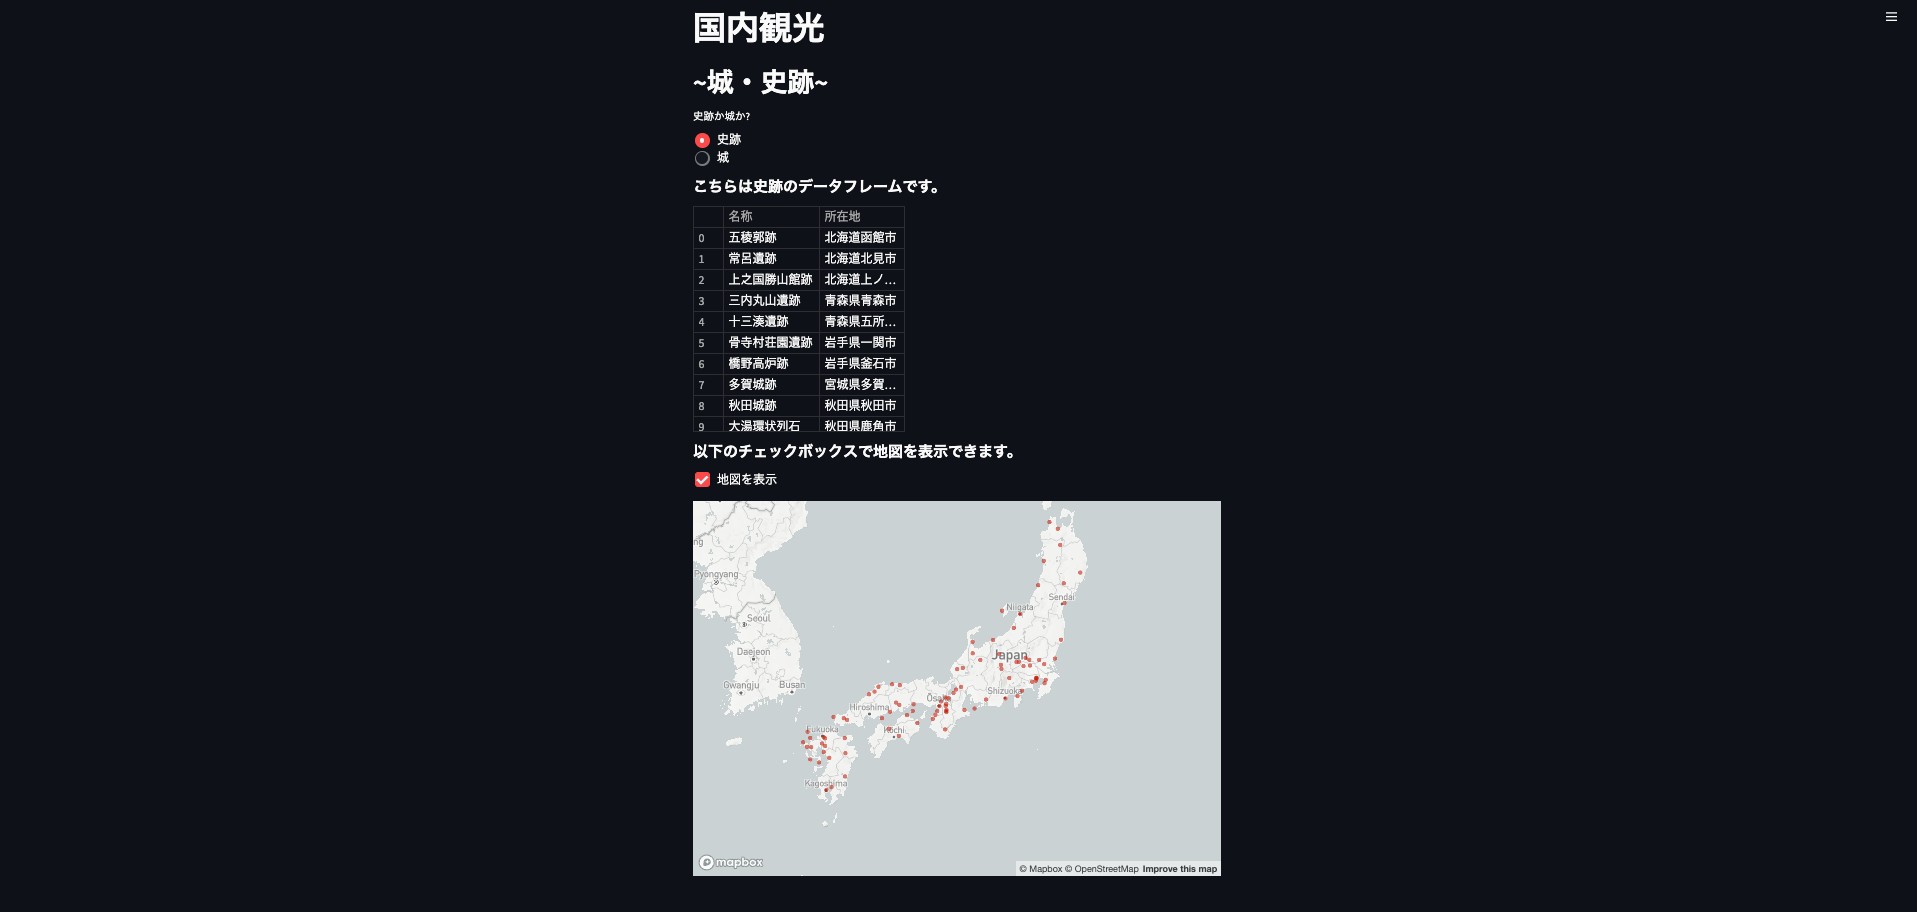 国内観光
~城・史跡~
史跡か城か?
史跡
城
こちらは史跡のデータフレームです。
名称 所在地
0 五稜郭跡 北海道函館市
1 常呂遺跡 北海道北見市
2 上之国勝山館跡 北海道上ノ...
3 三内丸山遺跡 青森県青森市
4 十三湊遺跡 青森県五所...
5 骨寺村荘園遺跡 岩手県一関市
6 橋野高炉跡 岩手県釜石市
7 多賀城跡 宮城県多賀...
8 秋田城跡 秋田県秋田市
9 大湯環状列石 秋田県鹿角市
以下のチェックボックスで地図を表示できます。
地図を表示
ng
Pyongyang
Sendai
Niigata
Seoul
Daejeon
Japan
Gwangju
Busan
Shizuoka
Osaka
Hiroshima
Fukuoka
Kochi
Kagoshima
mapbox
© Mapbox © OpenStreetMap Improve this map